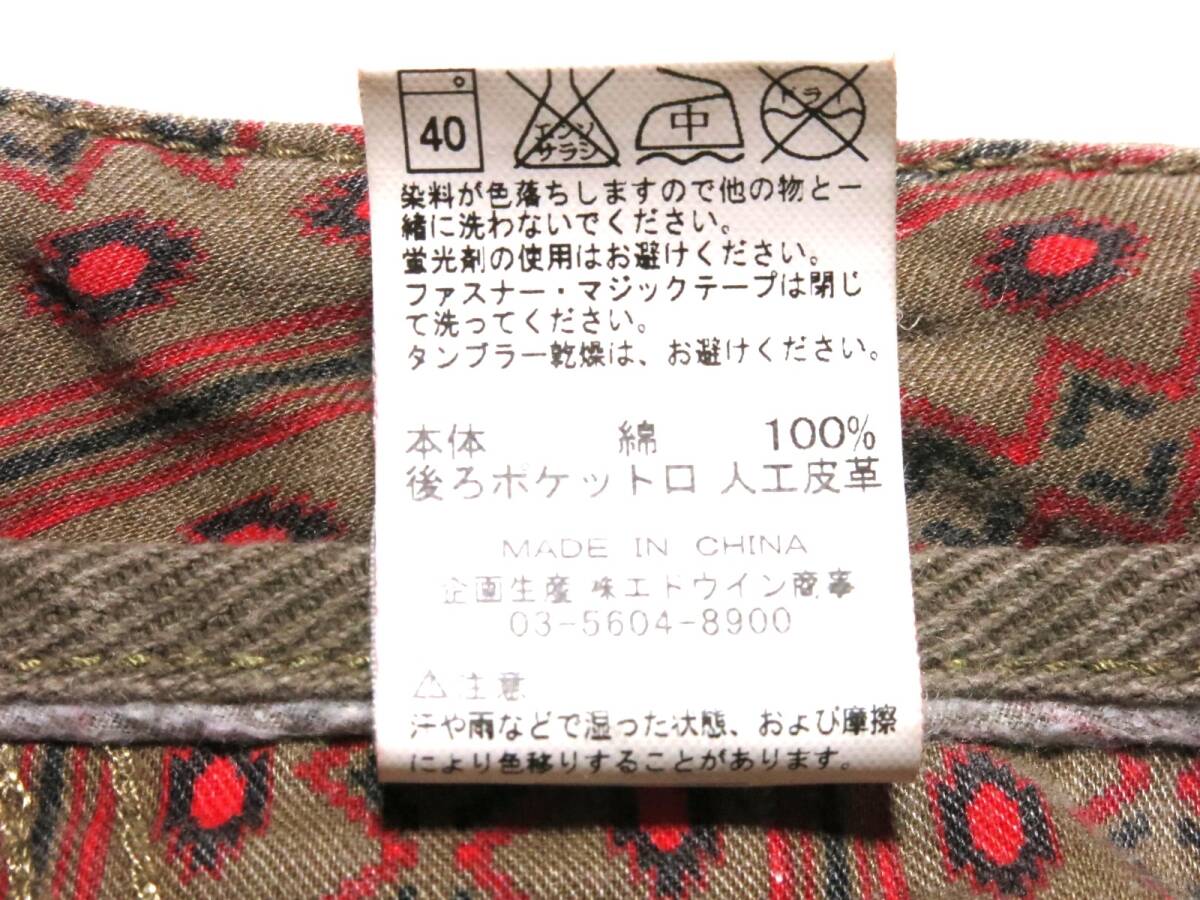 40 エンソ 中 ドライ
サラシ
染料が色落ちしますので他の物と一
緒に洗わないでください。
蛍光剤の使用はお避けください。
ファスナー・マジックテープは閉じ
て洗ってください。
タンブラー乾燥は、お避けください。
本体 綿 100%
後ろポケット口 人工皮革
MADE IN CHINA
企画生産 ㈱エドウイン商事
03-5604-8900
⚠注意
汗や雨などで湿った状態、および摩擦
により色移りすることがあります。